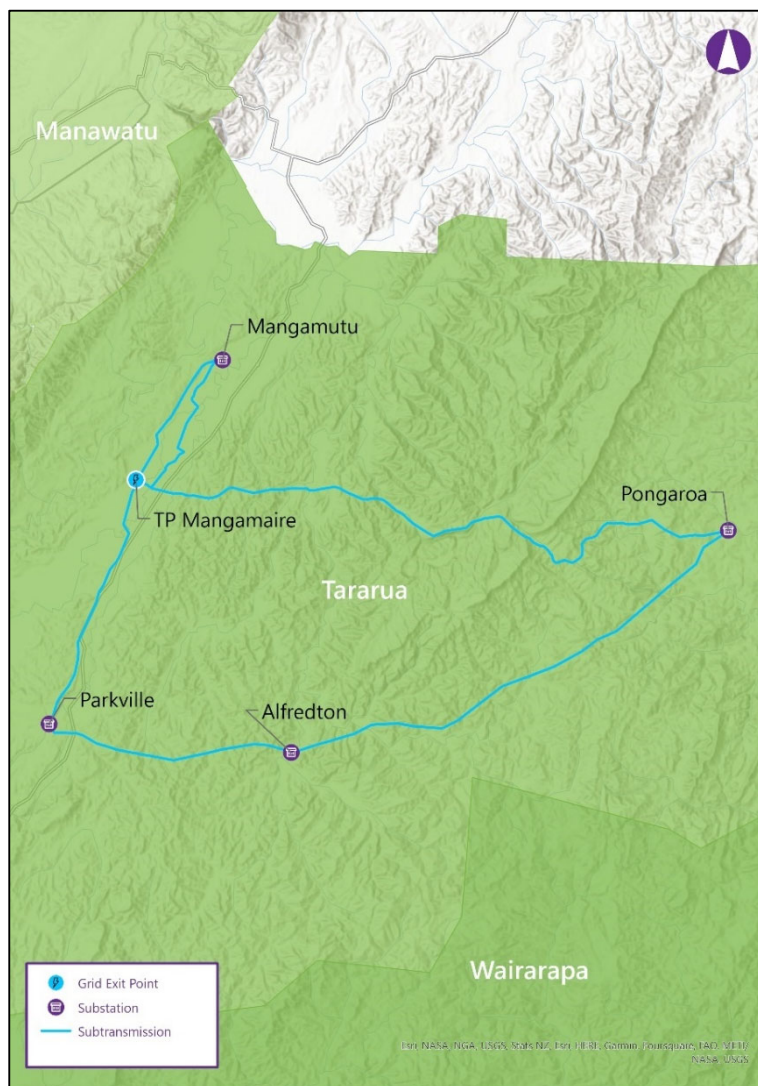 Manawatu
Mangamutu
TP Mangamaire
Pongaroa
Tararua
Parkville
Alfredton
Wairarapa
Grid Exit Point
Substation
Subtransmission
Esri, NASA, NGA, USGS, Stats NZ, Esri, HERE, Garmin, Foursquare, FAO, METI/
NASA, USGS